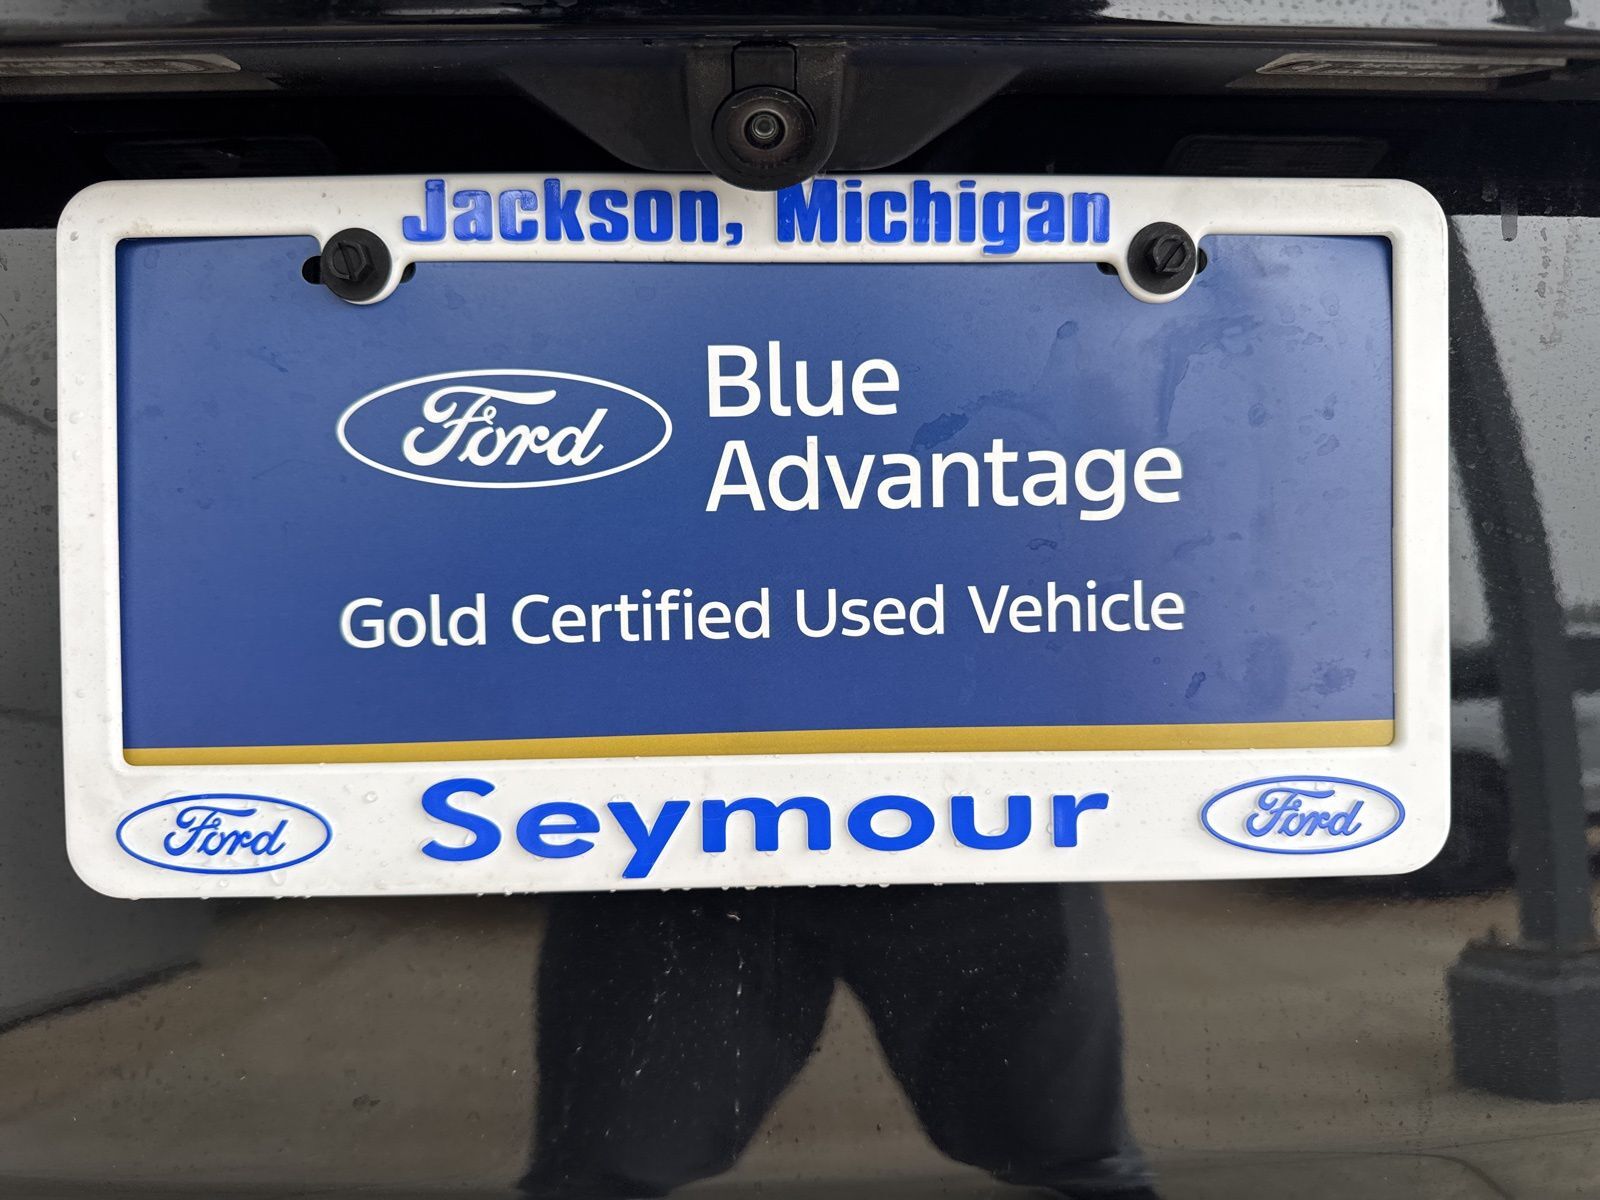 Jackson, Michigan
Ford
Blue
Advantage
Gold Certified Used Vehicle
Ford
Seymour
Ford